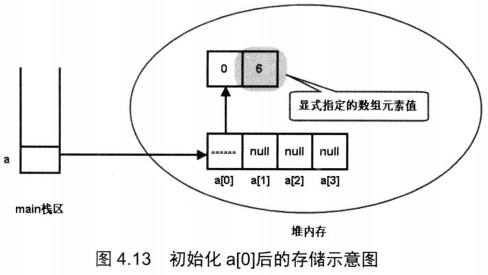 0 6
显式指定的数组元素值
****** null null null
a
a[0] a[1] a[2] a[3]
main栈区
堆内存
图 4.13 初始化 a[0]后的存储示意图